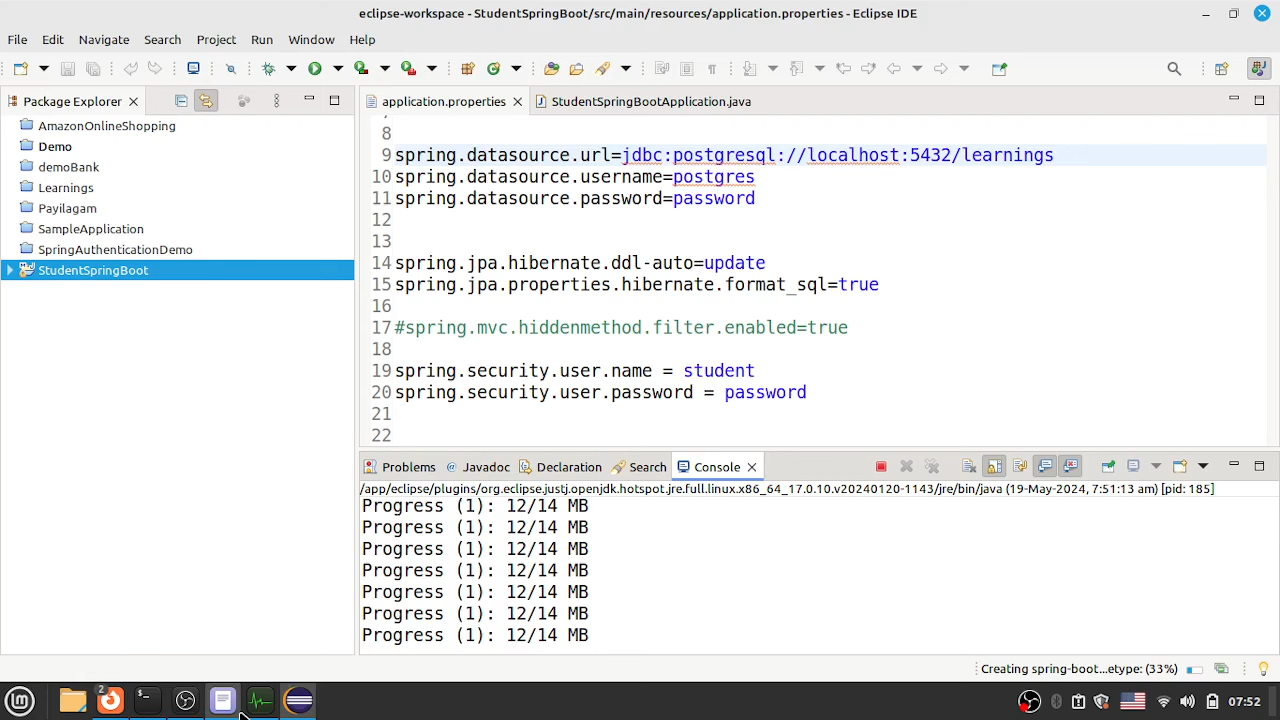 eclipse-workspace - StudentSpringBoot/src/main/resources/application.properties - Eclipse IDE
File Edit Navigate Search Project Run Window Help
Package Explorer
AmazonOnlineShopping
Demo
demoBank
Learnings
Payilagam
SampleApplication
SpringAuthenticationDemo
StudentSpringBoot
application.properties StudentSpringBootApplication.java
8
9 spring.datasource.url=jdbc:postgresql://localhost:5432/learnings
10 spring.datasource.username=postgres
11 spring.datasource.password=password
12
13
14 spring.jpa.hibernate.ddl-auto=update
15 spring.jpa.properties.hibernate.format_sql=true
16
17 #spring.mvc.hiddenmethod.filter.enabled=true
18
19 spring.security.user.name = student
20 spring.security.user.password = password
21
22
Problems @ Javadoc Declaration Search Console
/app/eclipse/plugins/org.eclipse.justj.openjdk.hotspot.jre.full.linux.x86_64_17.0.10.v20240120-1143/jre/bin/java (19-May-2024, 7:51:13 am) [pid: 185]
Progress (1): 12/14 MB
Progress (1): 12/14 MB
Progress (1): 12/14 MB
Progress (1): 12/14 MB
Progress (1): 12/14 MB
Progress (1): 12/14 MB
Progress (1): 12/14 MB
Creating spring-boot...etype: (33%)
2
07:52